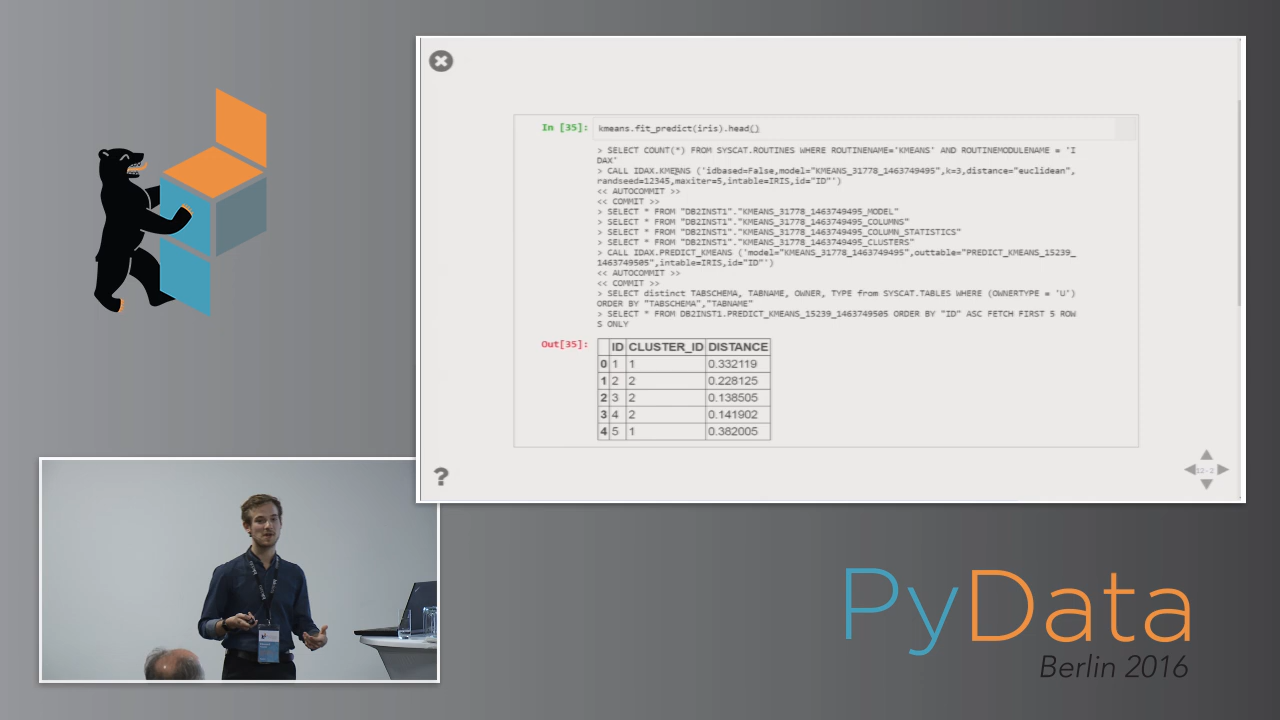 In [35]: kmeans.fit_predict(iris).head()
> SELECT COUNT(*) FROM SYSCAT.ROUTINES WHERE ROUTINENAME='KMEANS' AND ROUTINEMODULENAME = 'I
DAX'
> CALL IDAX.KMEANS ('idbased=False,model="KMEANS_31778_1463749495",k=3,distance="euclidean",
randseed=12345,maxiter=5,intable=IRIS,id="ID"')
<< AUTOCOMMIT >>
<< COMMIT >>
> SELECT * FROM "DB2INST1"."KMEANS_31778_1463749495_MODEL"
> SELECT * FROM "DB2INST1"."KMEANS_31778_1463749495_COLUMNS"
> SELECT * FROM "DB2INST1"."KMEANS_31778_1463749495_COLUMN_STATISTICS"
> SELECT * FROM "DB2INST1"."KMEANS_31778_1463749495_CLUSTERS"
> CALL IDAX.PREDICT_KMEANS ('model="KMEANS_31778_1463749495",outtable="PREDICT_KMEANS_15239_
1463749505",intable=IRIS,id="ID"')
<< AUTOCOMMIT >>
<< COMMIT >>
> SELECT distinct TABSCHEMA, TABNAME, OWNER, TYPE from SYSCAT.TABLES WHERE (OWNERTYPE = 'U')
ORDER BY "TABSCHEMA","TABNAME"
> SELECT * FROM DB2INST1.PREDICT_KMEANS_15239_1463749505 ORDER BY "ID" ASC FETCH FIRST 5 ROW
S ONLY
Out[35]: ID CLUSTER_ID DISTANCE
0 1 1 0.332119
1 2 2 0.228125
2 3 2 0.138505
3 4 2 0.141902
4 5 1 0.382005
?
12-2
PyData
Berlin 2016